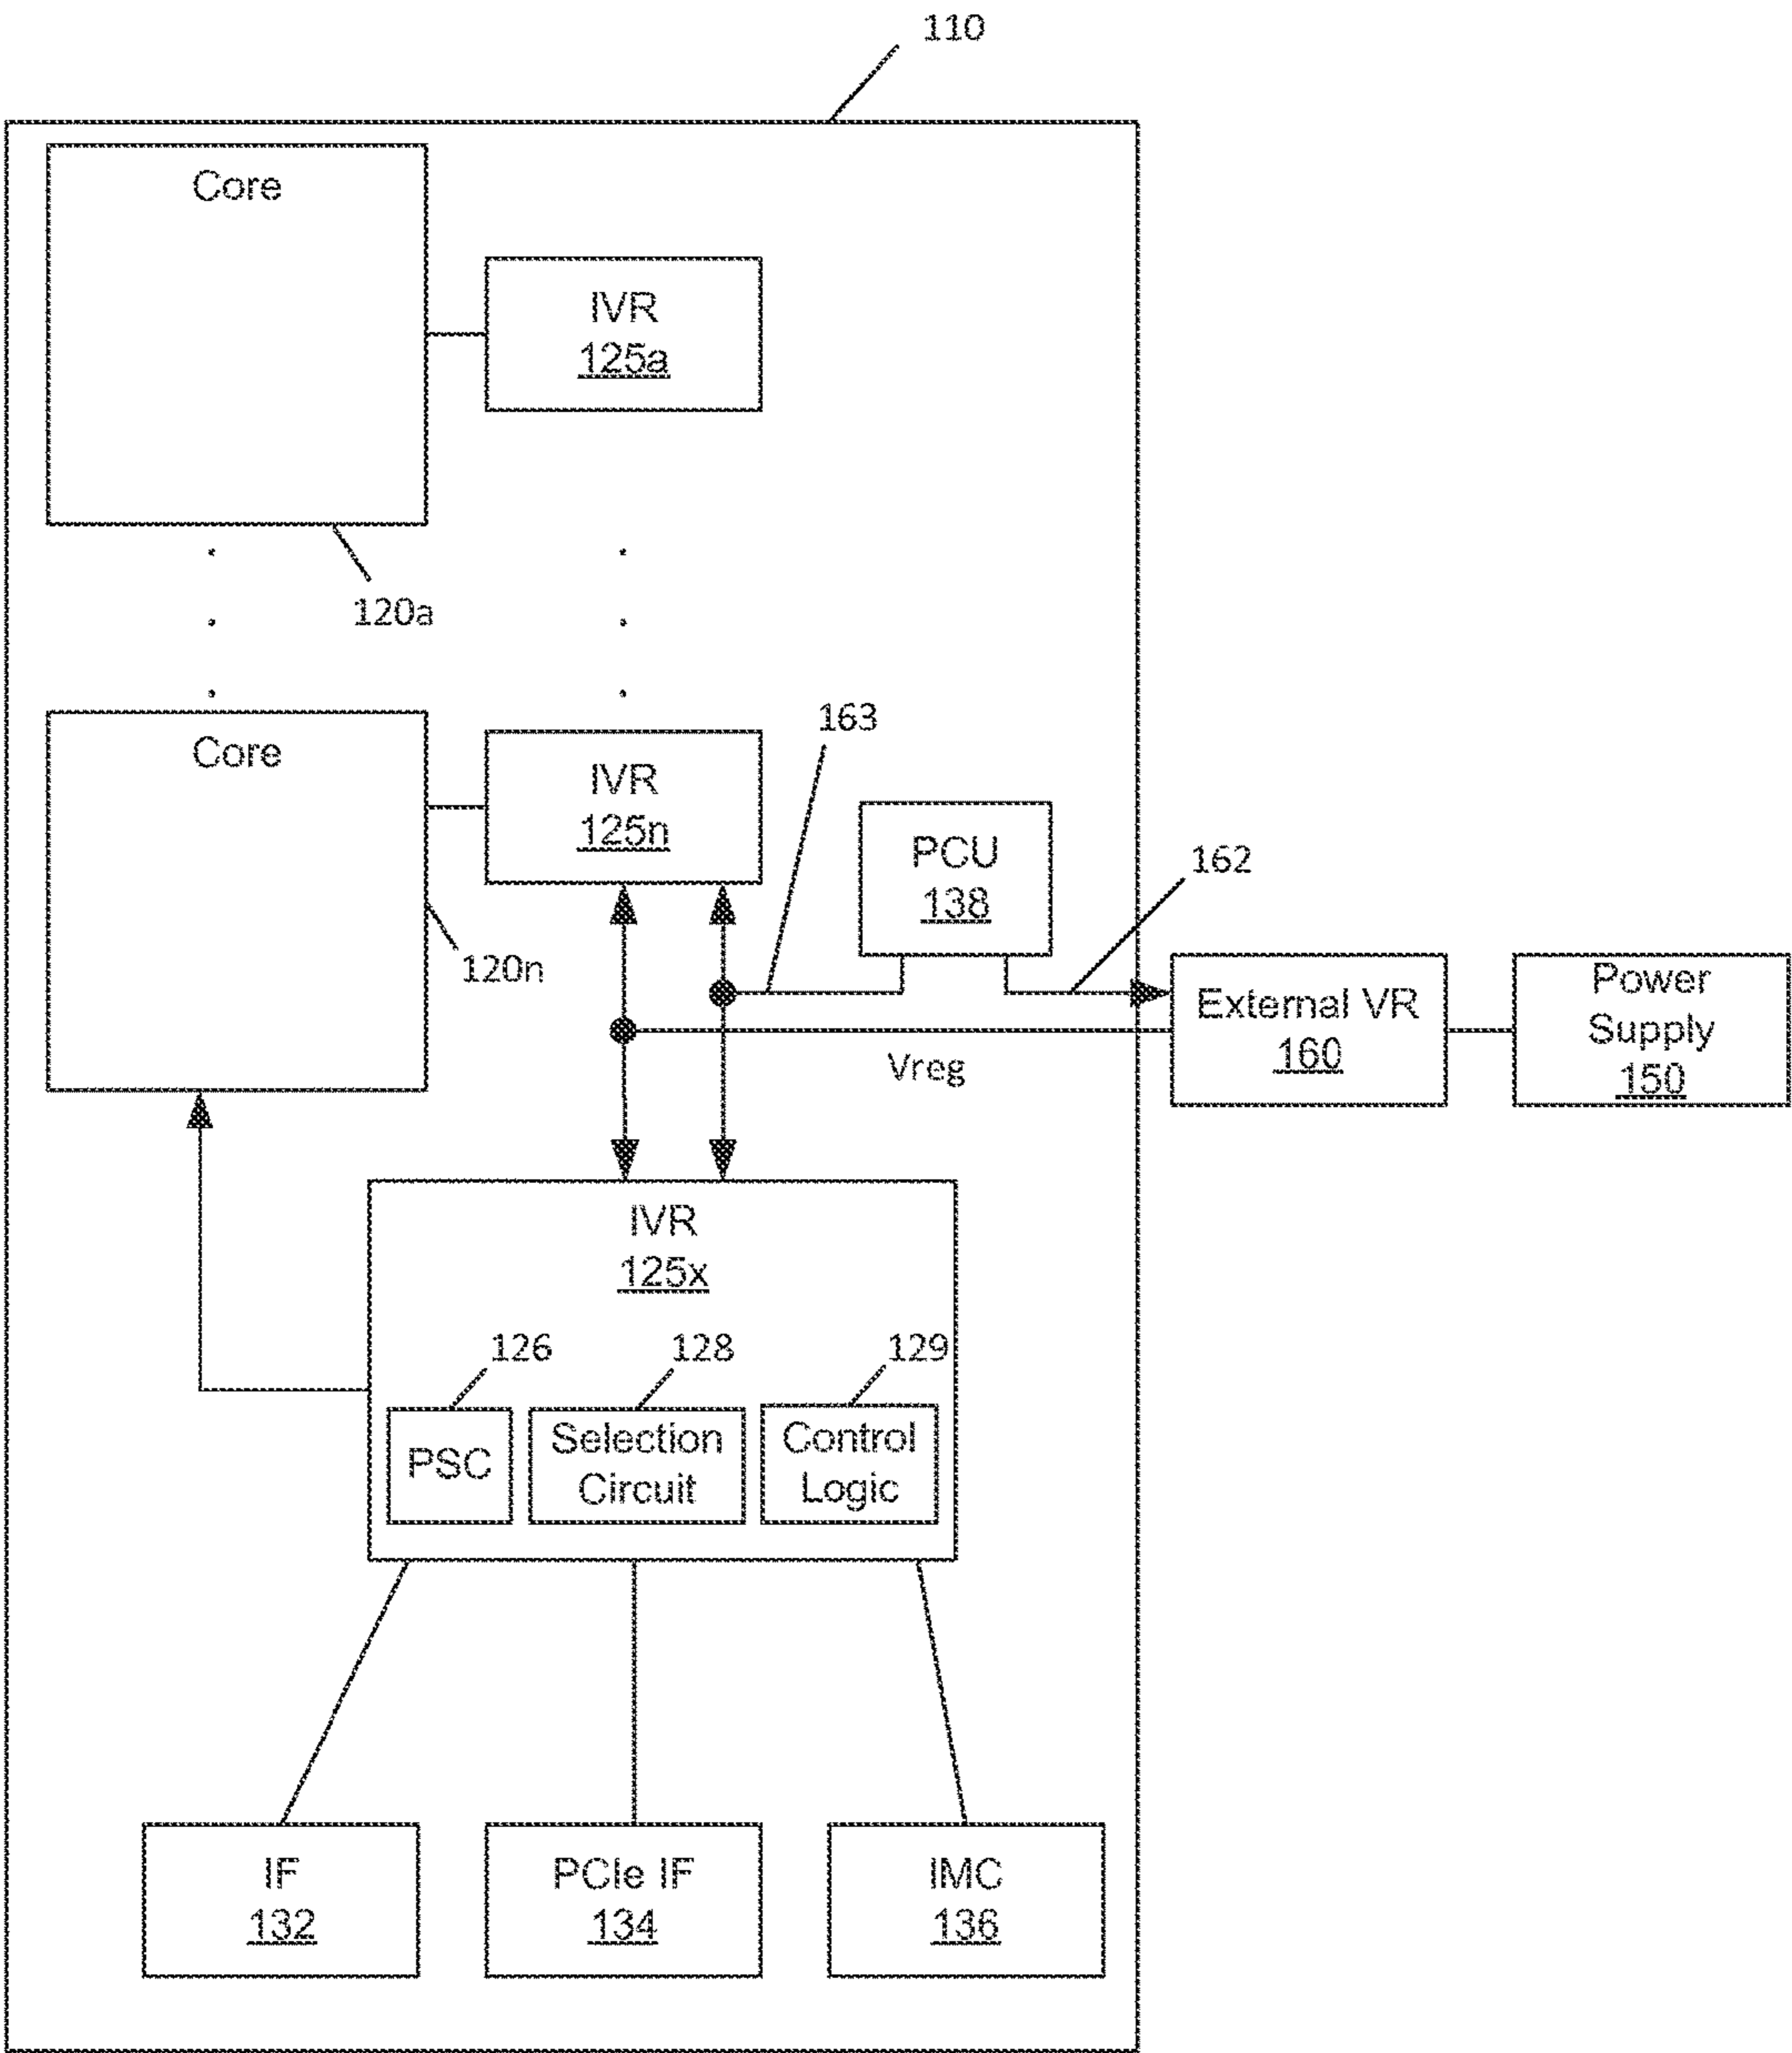 110
Core
IVR
125a
120a
Core
163
IVR
125n
PCU
138
162
120n
External VR
160
Power
Supply
150
Vreg
IVR
125x
126
128
129
PSC
Selection
Circuit
Control
Logic
IF
132
PCIe IF
134
IMC
136